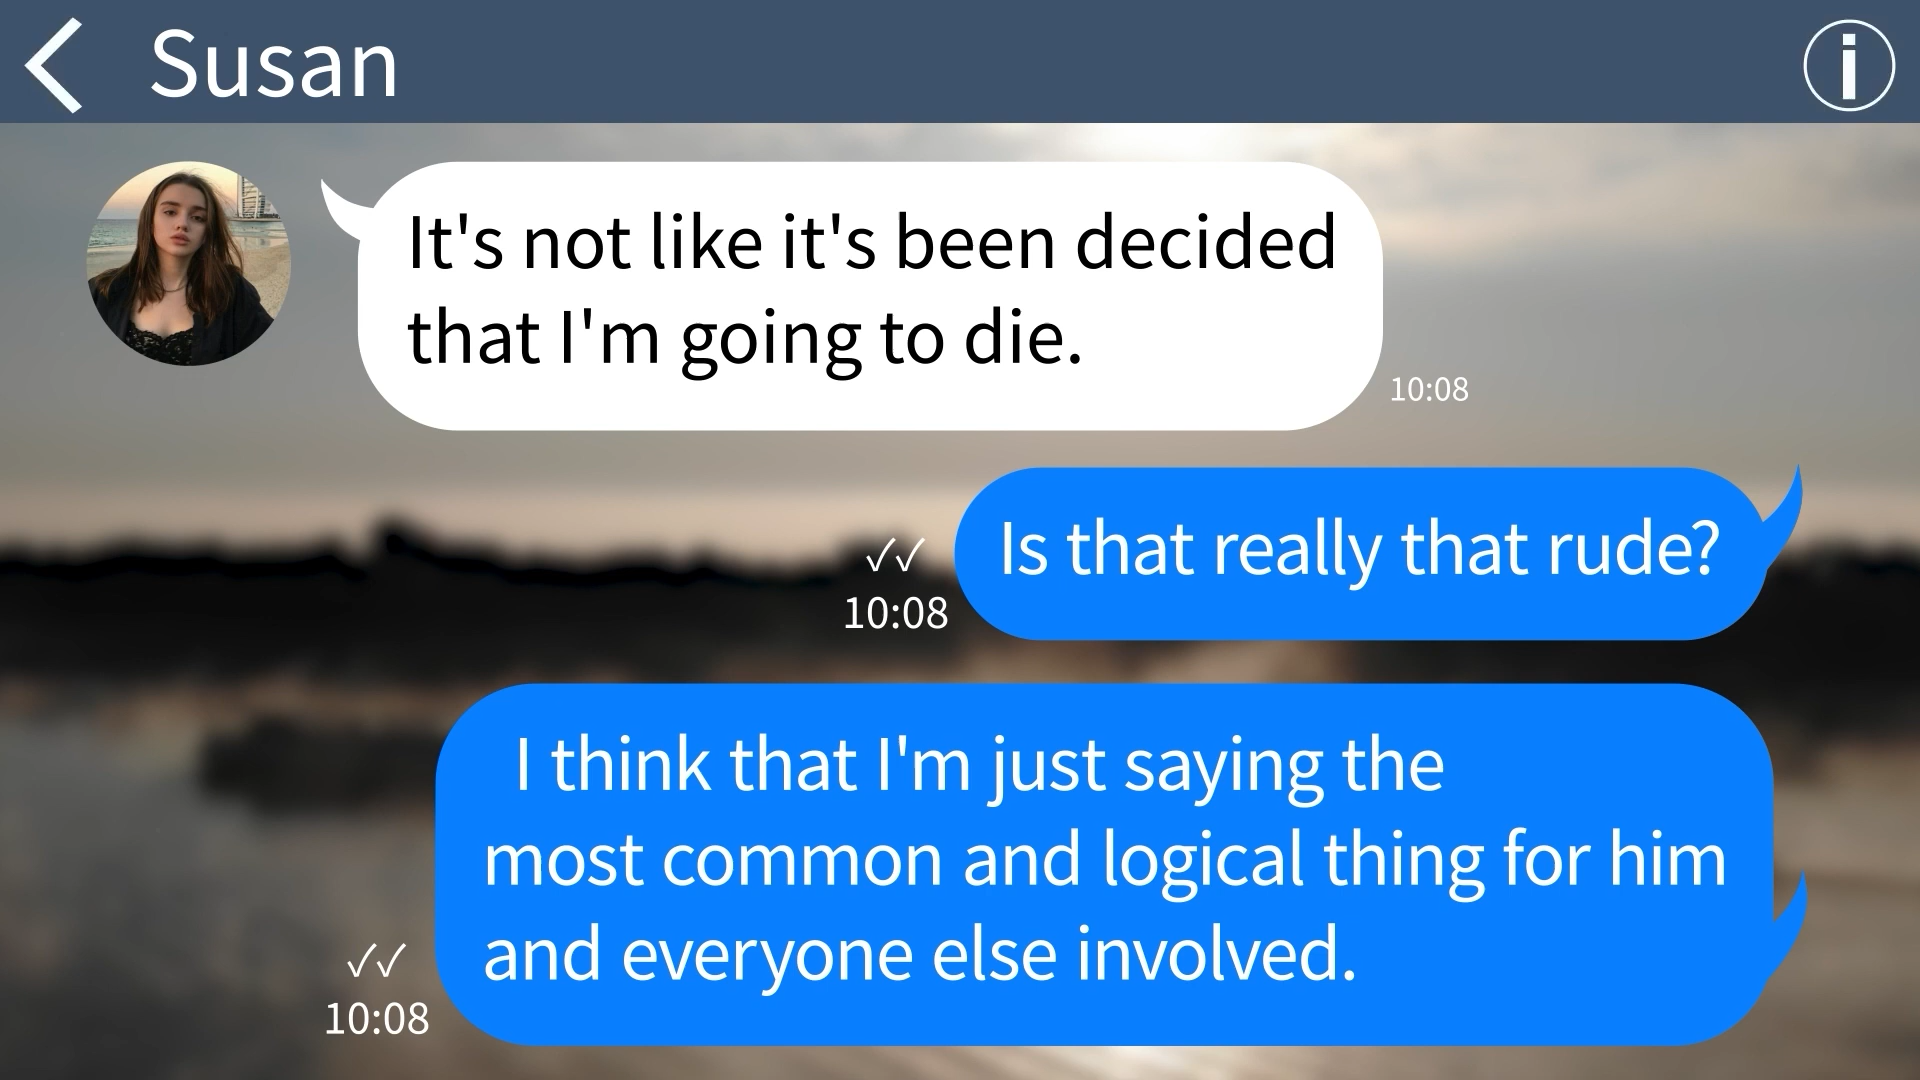 Susan
It's not like it's been decided
that I'm going to die.
10:08
Is that really that rude?
10:08
I think that I'm just saying the
most common and logical thing for him
and everyone else involved.
10:08